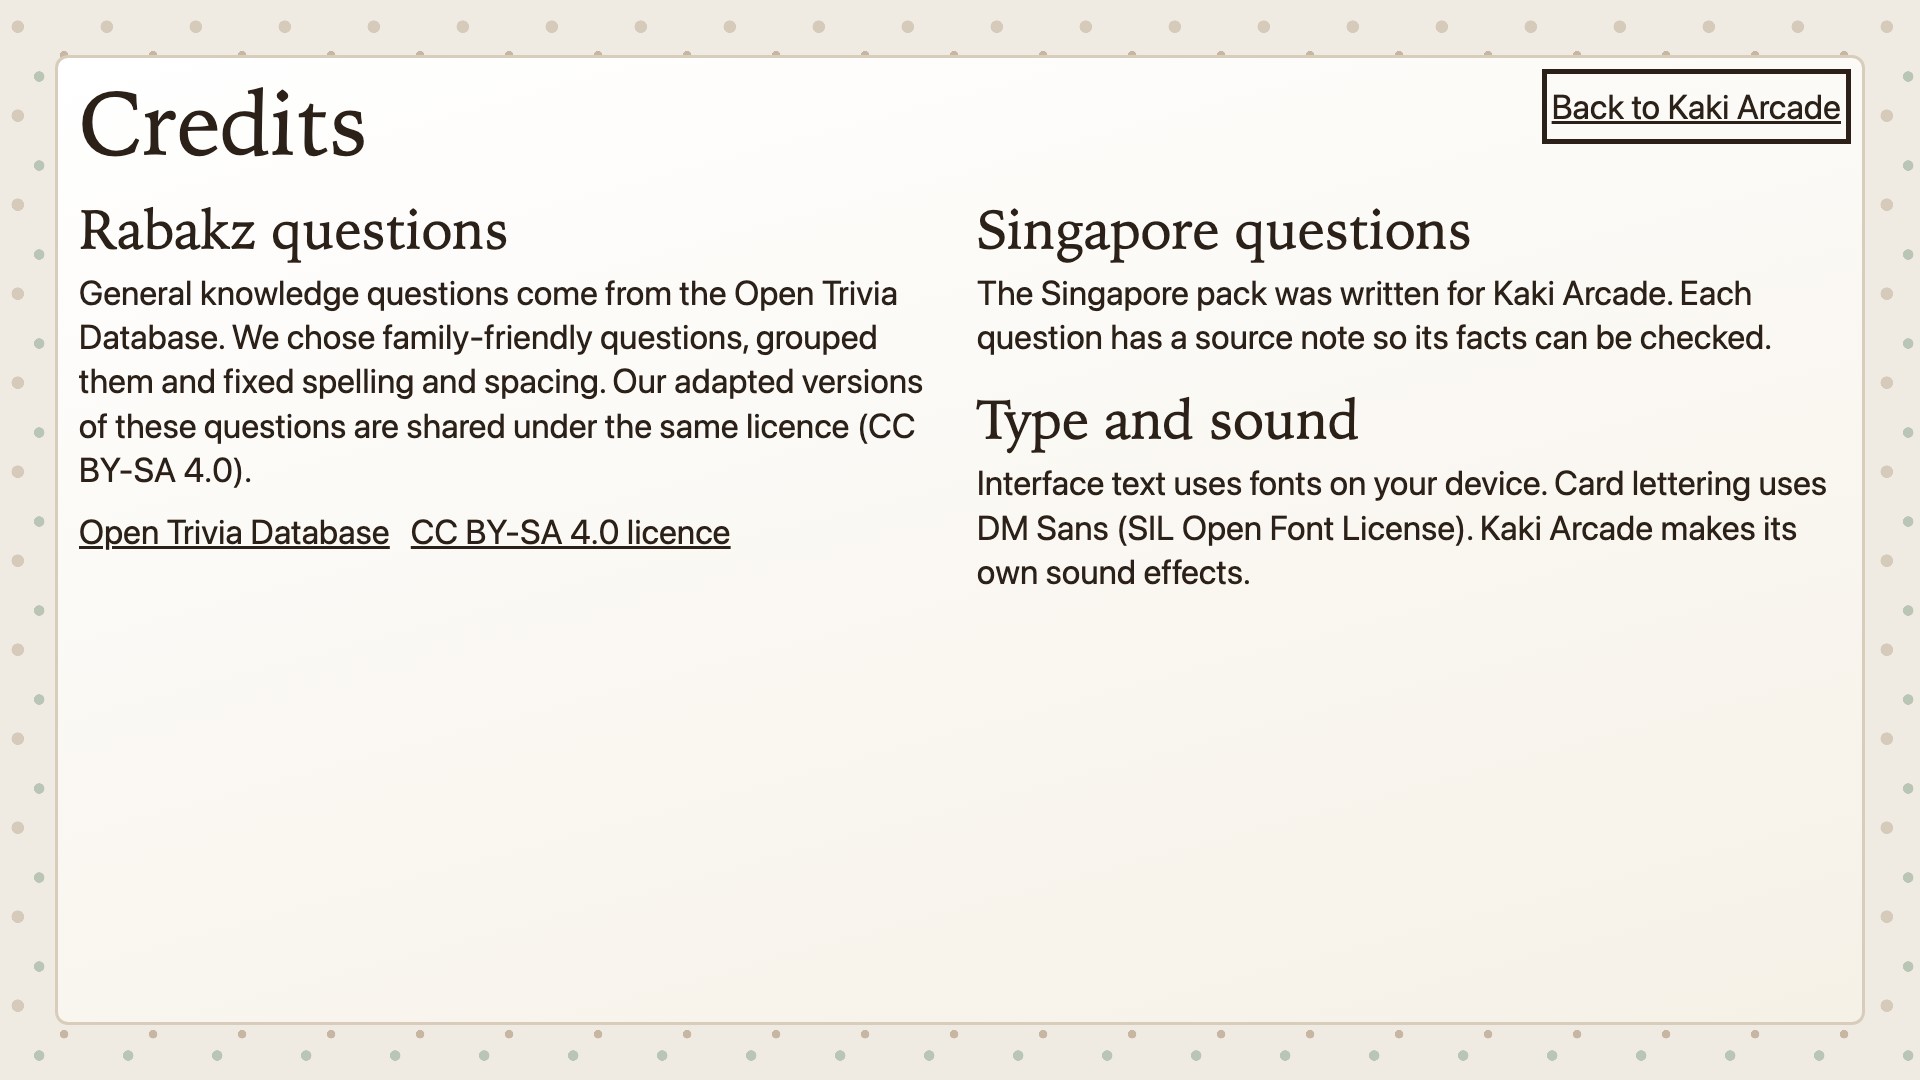 Credits
Back to Kaki Arcade
Rabakz questions
General knowledge questions come from the Open Trivia
Database. We chose family-friendly questions, grouped
them and fixed spelling and spacing. Our adapted versions
of these questions are shared under the same licence (CC
BY-SA 4.0).
Open Trivia Database CC BY-SA 4.0 licence
Singapore questions
The Singapore pack was written for Kaki Arcade. Each
question has a source note so its facts can be checked.
Type and sound
Interface text uses fonts on your device. Card lettering uses
DM Sans (SIL Open Font License). Kaki Arcade makes its
own sound effects.